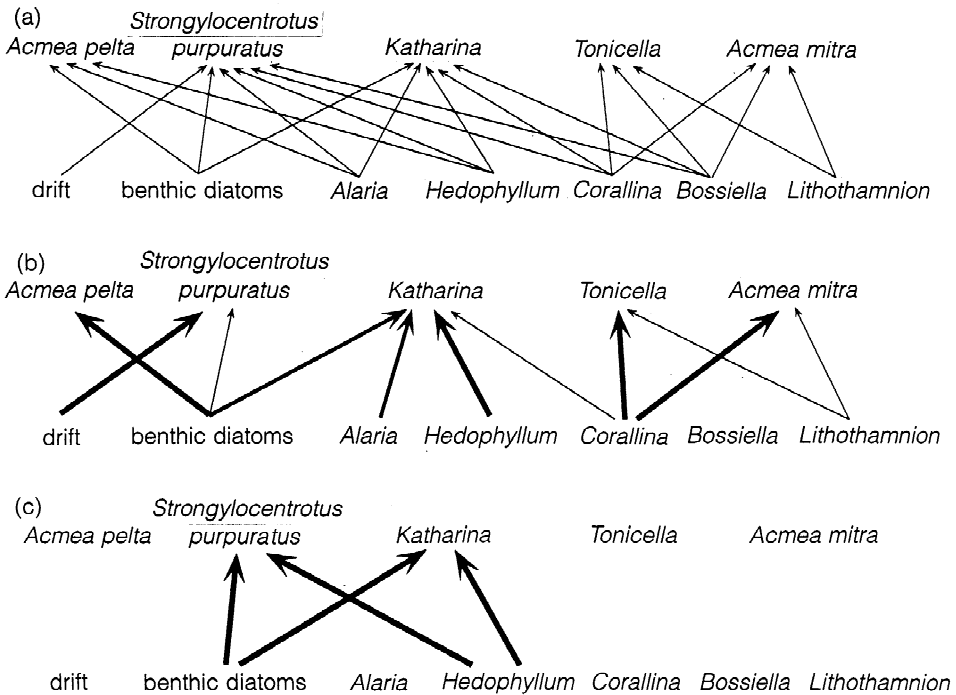 (a)
Strongylocentrotus
Acmea pelta purpuratus Katharina Tonicella Acmea mitra
drift benthic diatoms Alaria Hedophyllum Corallina Bossiella Lithothamnion
(b)
Strongylocentrotus
Acmea pelta purpuratus Katharina Tonicella Acmea mitra
drift benthic diatoms Alaria Hedophyllum Corallina Bossiella Lithothamnion
(c)
Strongylocentrotus
Acmea pelta purpuratus Katharina Tonicella Acmea mitra
drift benthic diatoms Alaria Hedophyllum Corallina Bossiella Lithothamnion